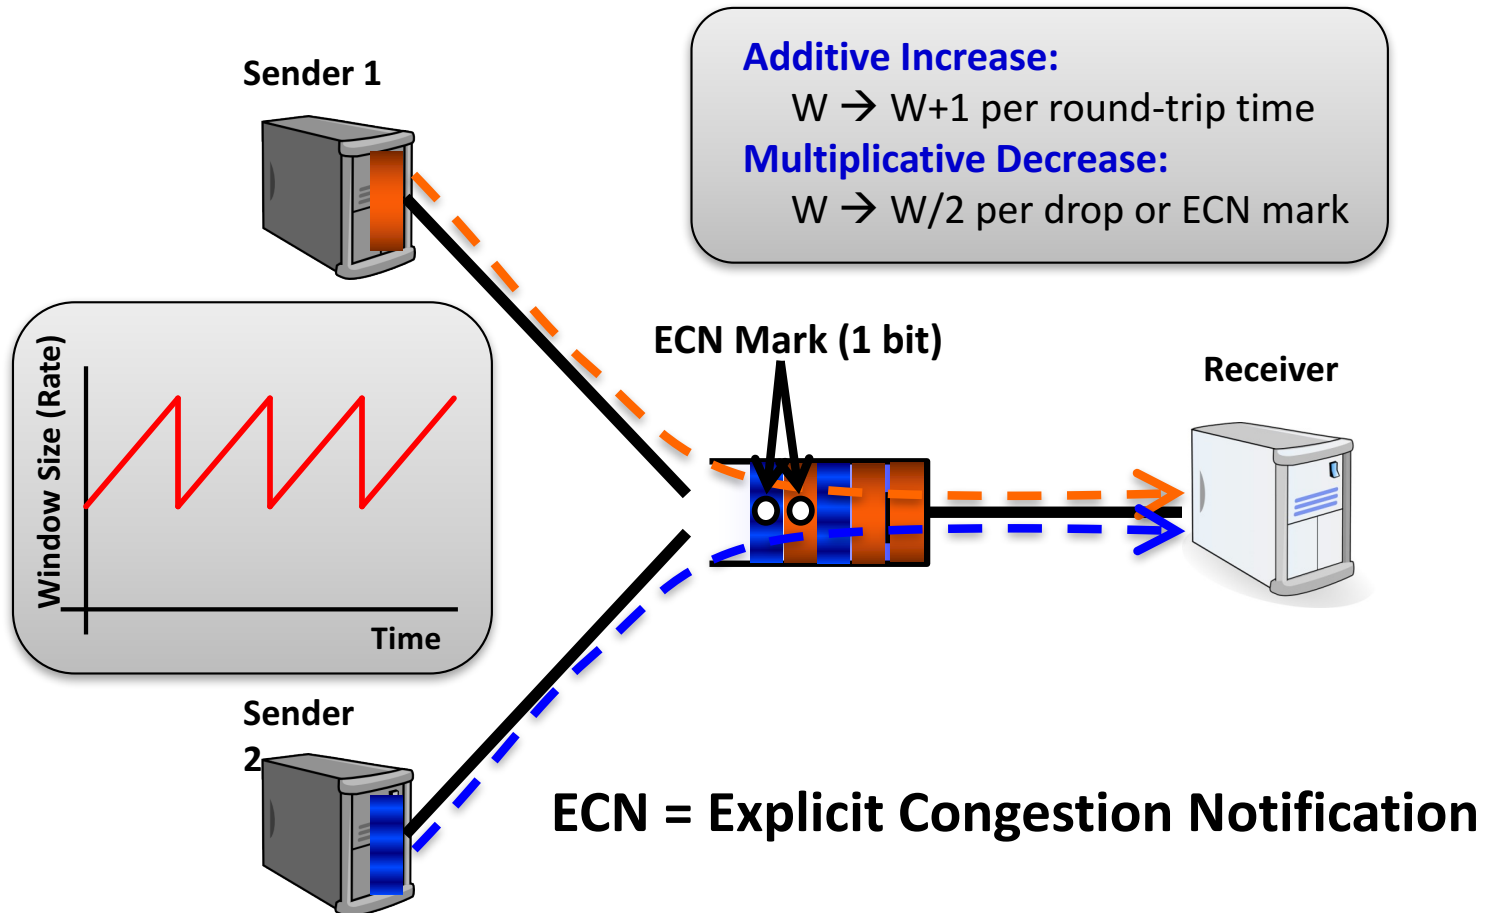 Sender 1
Additive Increase:
W → W+1 per round-trip time
Multiplicative Decrease:
W → W/2 per drop or ECN mark
ECN Mark (1 bit)
Receiver
Window Size (Rate)
Time
Sender
2
ECN = Explicit Congestion Notification